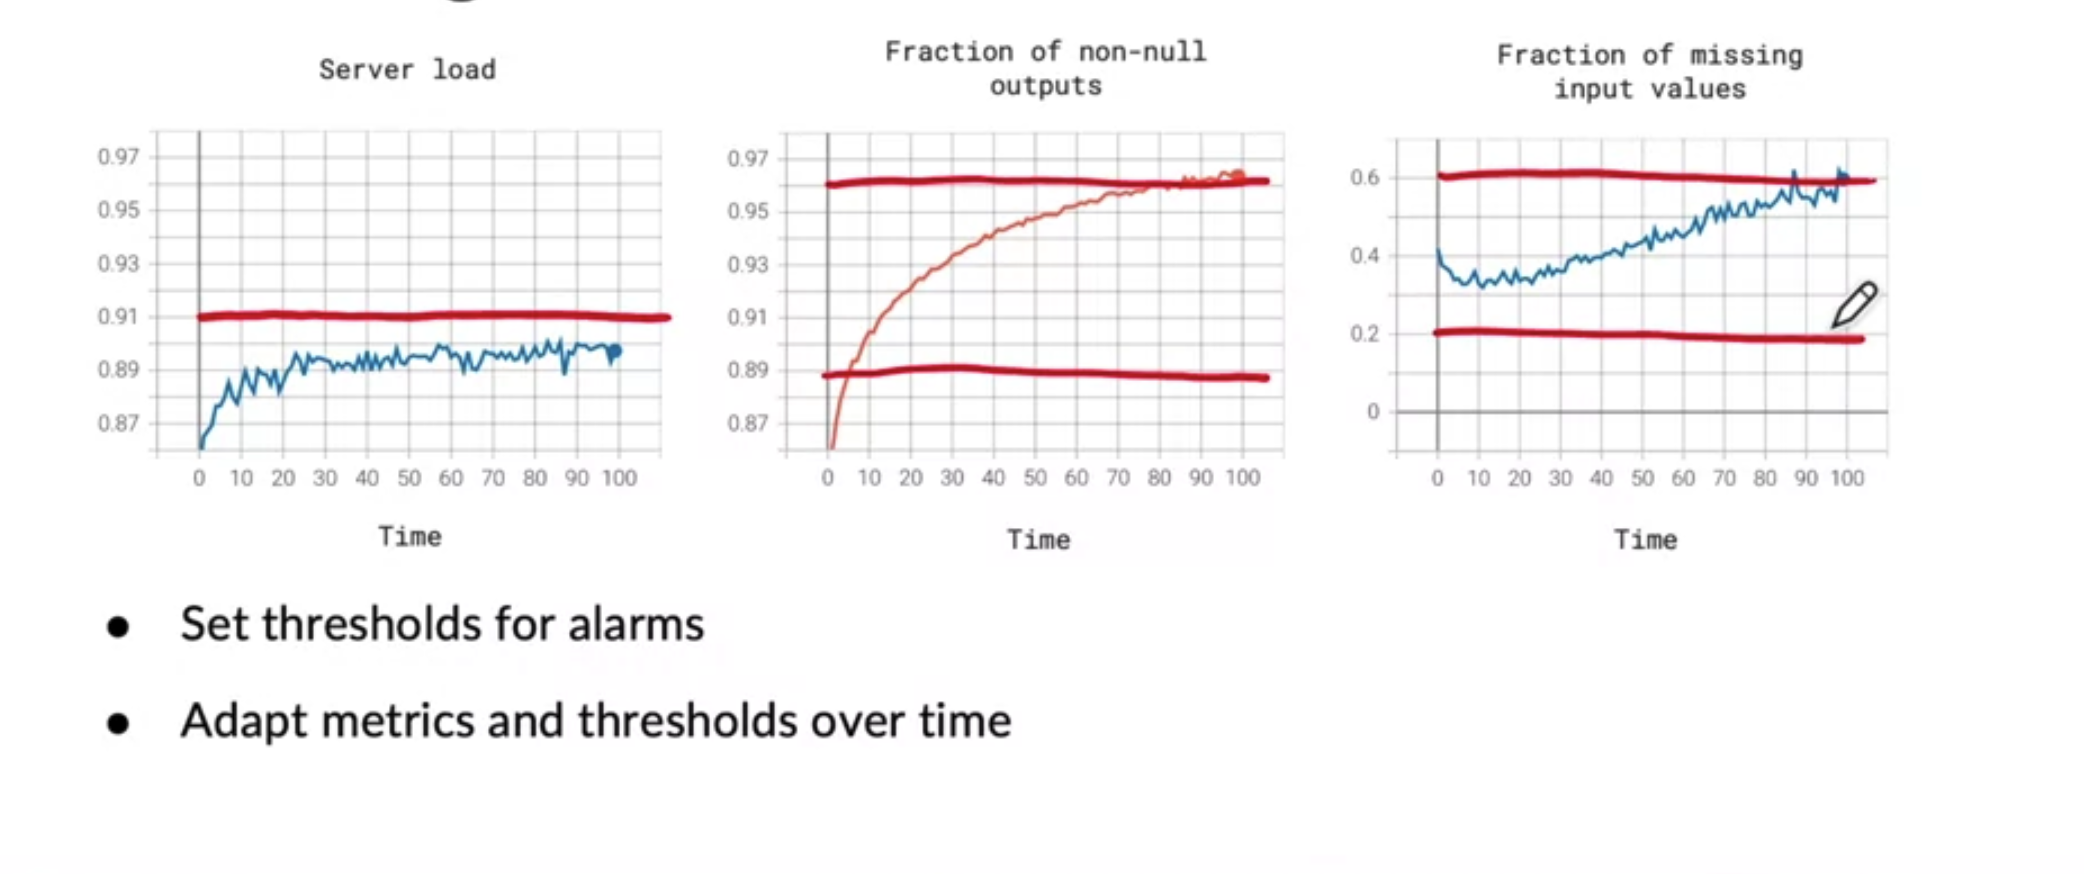 Server load
Fraction of non-null
outputs
Fraction of missing
input values
0.97
0.95
0.93
0.91
0.89
0.87
0 10 20 30 40 50 60 70 80 90 100
Time
0.97
0.95
0.93
0.91
0.89
0.87
0 10 20 30 40 50 60 70 80 90 100
Time
0.6
0.4
0.2
0
0 10 20 30 40 50 60 70 80 90 100
Time
● Set thresholds for alarms
● Adapt metrics and thresholds over time